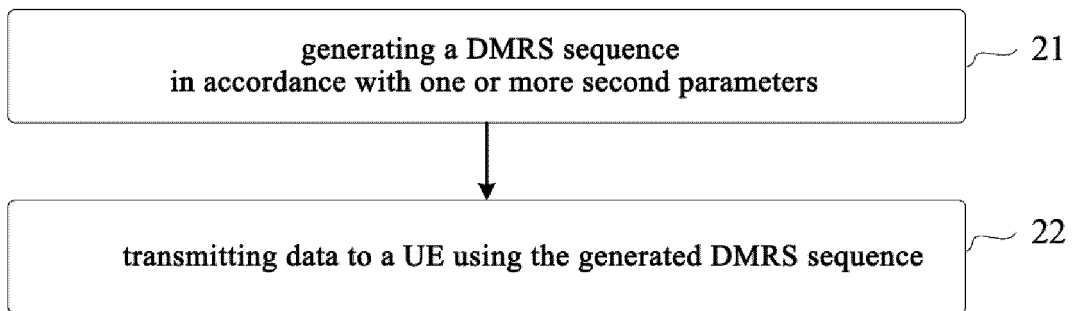 generating a DMRS sequence
in accordance with one or more second parameters
21
transmitting data to a UE using the generated DMRS sequence
22